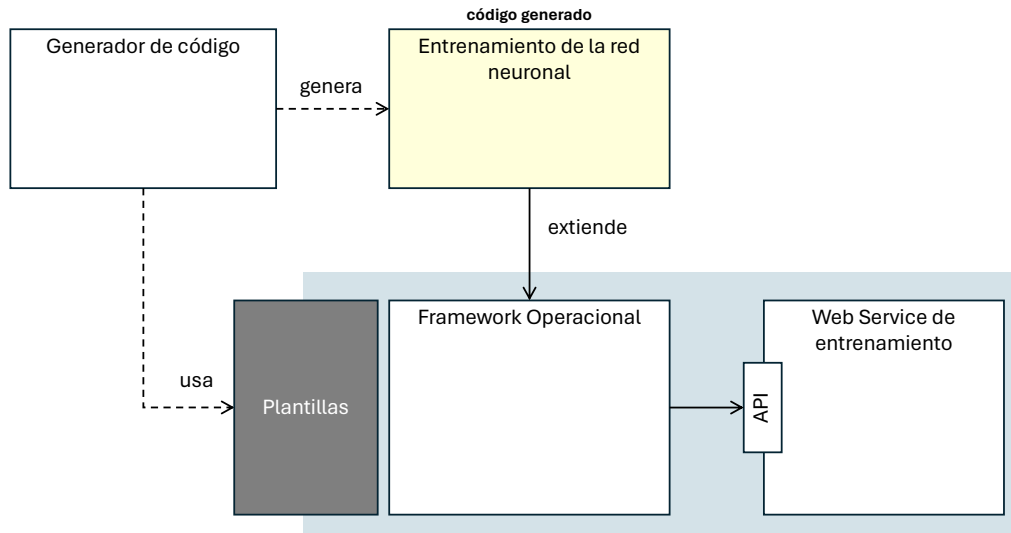 código generado
Generador de código
Entrenamiento de la red
neuronal
genera
extiende
Framework Operacional
Web Service de
entrenamiento
usa
Plantillas
API